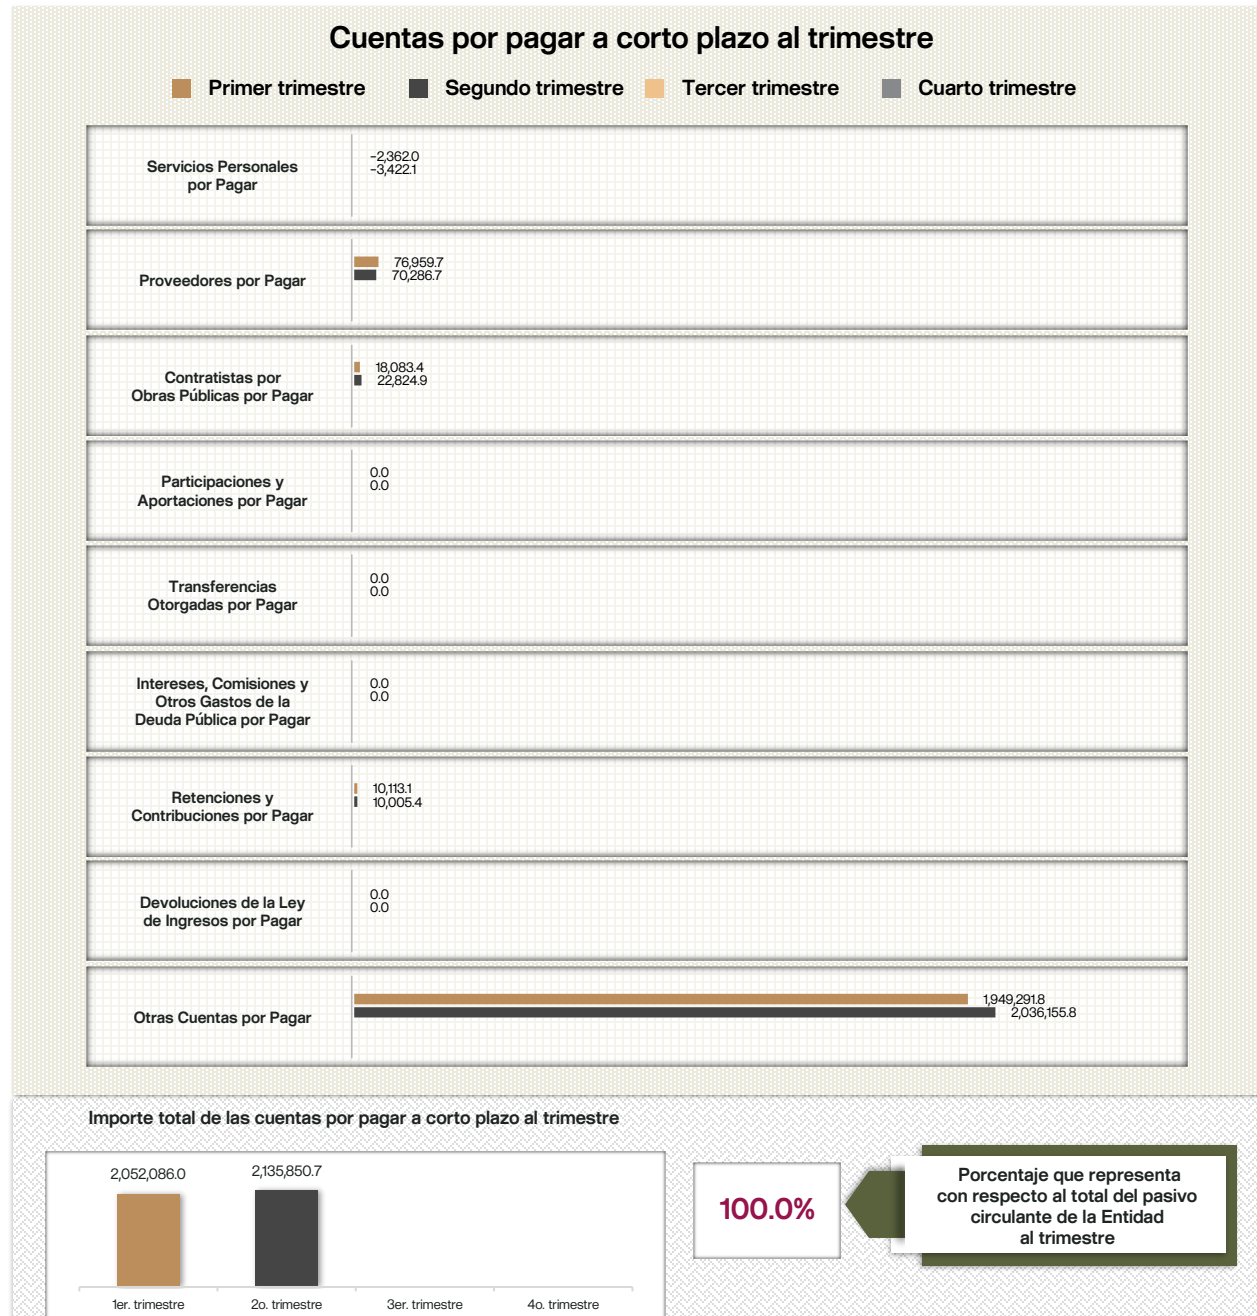 Cuentas por pagar a corto plazo al trimestre
Primer trimestre Segundo trimestre Tercer trimestre Cuarto trimestre
Servicios Personales
por Pagar
-2,362.0
-3,422.1
Proveedores por Pagar
76,959.7
70,286.7
Contratistas por
Obras Públicas por Pagar
18,083.4
22,824.9
Participaciones y
Aportaciones por Pagar
0.0
0.0
Transferencias
Otorgadas por Pagar
0.0
0.0
Intereses, Comisiones y
Otros Gastos de la
Deuda Pública por Pagar
0.0
0.0
Retenciones y
Contribuciones por Pagar
10,113.1
10,005.4
Devoluciones de la Ley
de Ingresos por Pagar
0.0
0.0
Otras Cuentas por Pagar
1,949,291.8
2,036,155.8
Importe total de las cuentas por pagar a corto plazo al trimestre
2,052,086.0 2,135,850.7
1er. trimestre 2o. trimestre 3er. trimestre 4o. trimestre
100.0%
Porcentaje que representa
con respecto al total del pasivo
circulante de la Entidad
al trimestre